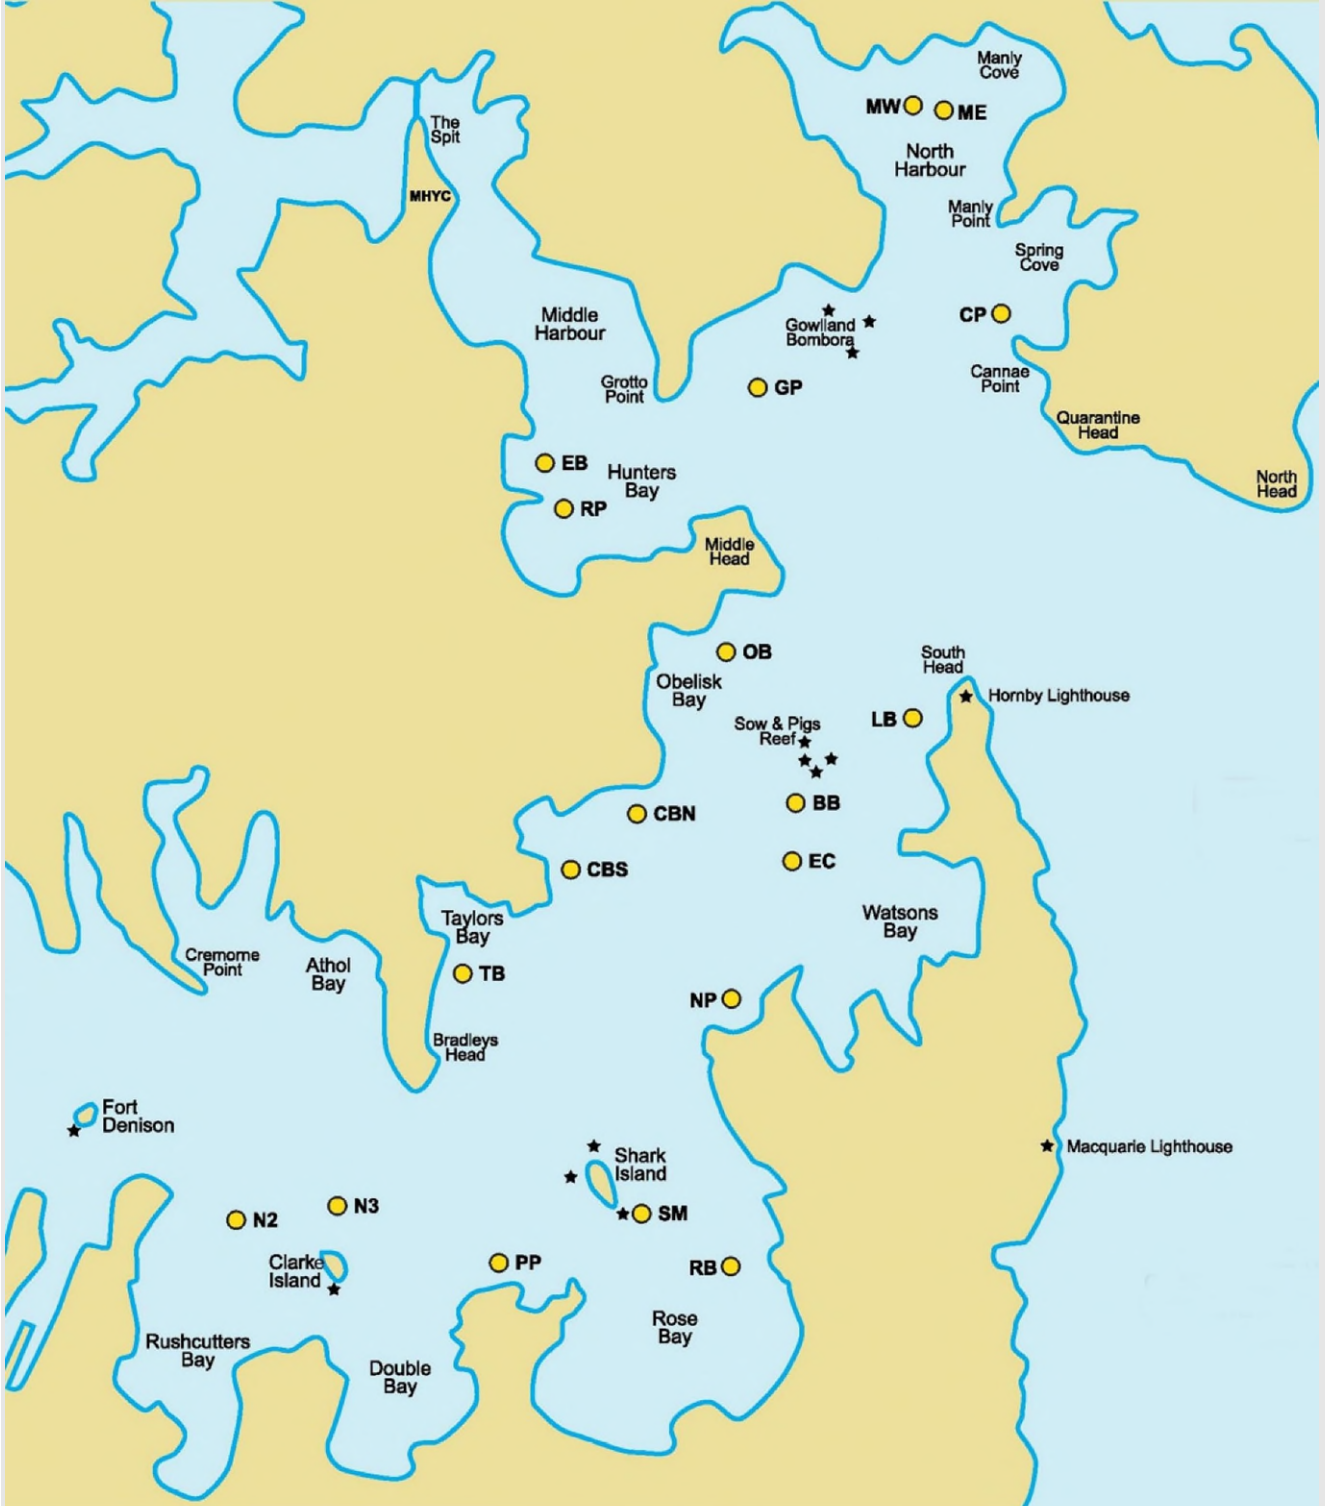 Manly
Cove
MW
ME
The
Spit
North
Harbour
MHYC
Manly
Point
Spring
Cove
CP
Middle
Harbour
Gowlland
Bombora
Cannae
Point
Grotto
Point
GP
Quarantine
Head
EB
Hunters
Bay
North
Head
RP
Middle
Head
OB
South
Head
Obelisk
Bay
Hornby Lighthouse
LB
Sow & Pigs
Reef
BB
CBN
EC
CBS
Taylors
Bay
Watsons
Bay
Cremorne
Point
Athol
Bay
TB
NP
Bradleys
Head
Fort
Denison
Macquarie Lighthouse
Shark
Island
N3
SM
N2
Clarke
Island
PP
RB
Rose
Bay
Rushcutters
Bay
Double
Bay